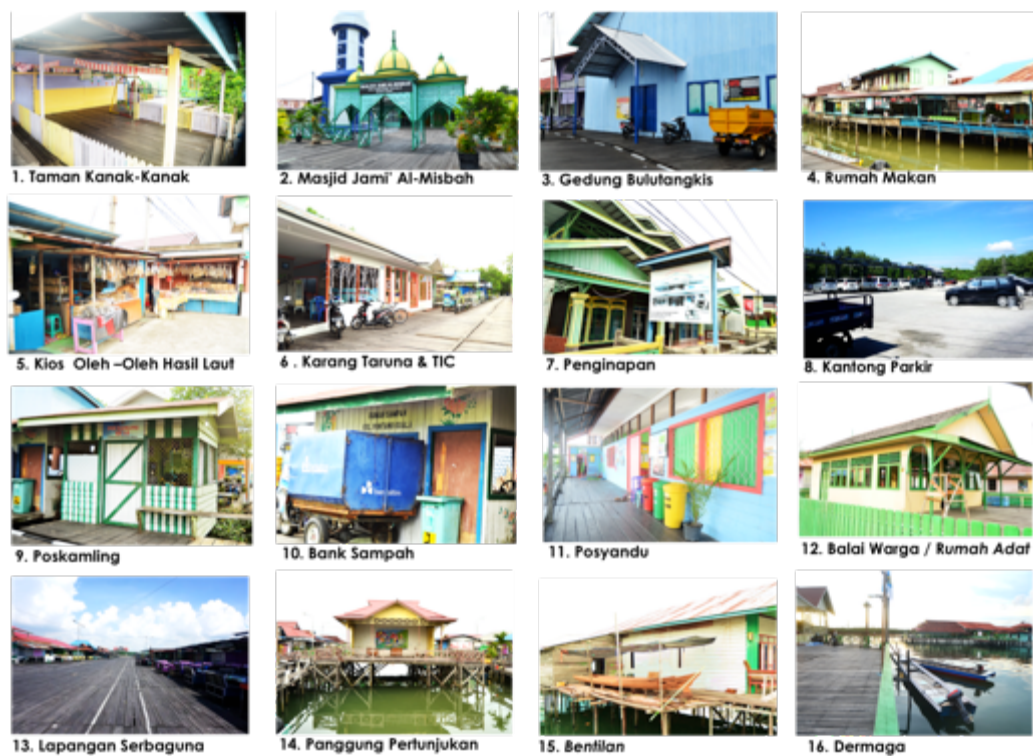 1. Taman Kanak-Kanak
2. Masjid Jami' Al-Misbah
3. Gedung Bulutangkis
4. Rumah Makan
5. Kios Oleh –Oleh Hasil Laut
6 . Karang Taruna & TIC
7. Penginapan
8. Kantong Parkir
9. Poskamling
10. Bank Sampah
11. Posyandu
12. Balai Warga / Rumah Adat
13. Lapangan Serbaguna
14. Panggung Pertunjukan
15. Bentilan
16. Dermaga